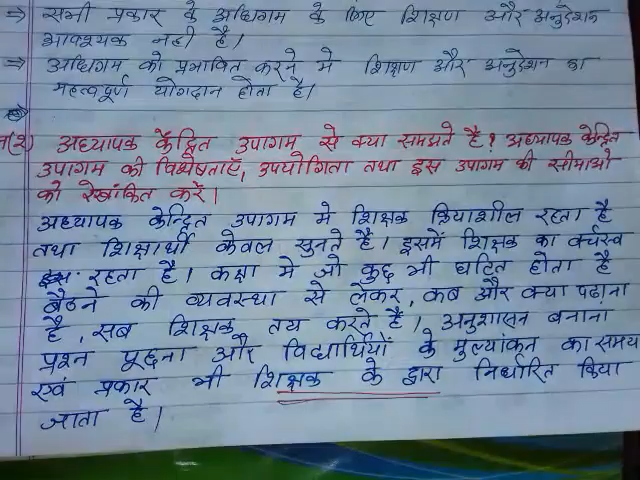 ⇒ सभी प्रकार के अधिगम के लिए शिक्षण और अनुदेशन
आवश्यक नही है।
⇒ अधिगम को प्रभावित करने मे शिक्षण और अनुदेशन का
महत्वपूर्ण योगदान होता है।
(2) अध्यापक केंद्रित उपागम से क्या समझते है? अध्यापक केन्द्रित
उपागम की विशेषताएँ, उपयोगिता तथा इस उपागम की सीमाओ
को रेखांकित करें।
अध्यापक केन्द्रित उपागम मे शिक्षक क्रियाशील रहता है
तथा शिक्षार्थी केवल सुनते है। इसमें शिक्षक का वर्चस्व
रहता है। कक्षा मे जो कुछ भी घटित होता है
बैठने की व्यवस्था से लेकर, कब और क्या पढ़ाना
है, सब शिक्षक तय करते है। अनुशासन बनाना
प्रश्न पूछना और विद्यार्थियों के मुल्यांकन का समय
एवं प्रकार भी शिक्षक के द्वारा निर्धारित किया
जाता है।